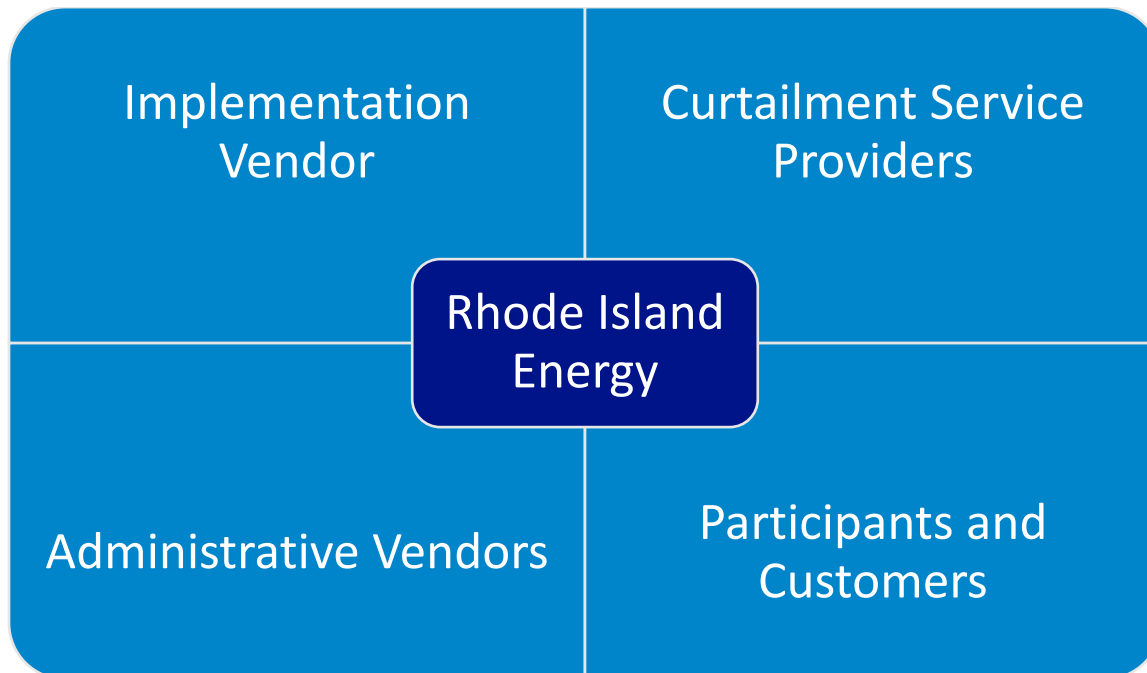 Implementation
Vendor
Curtailment Service
Providers
Rhode Island
Energy
Administrative Vendors
Participants and
Customers